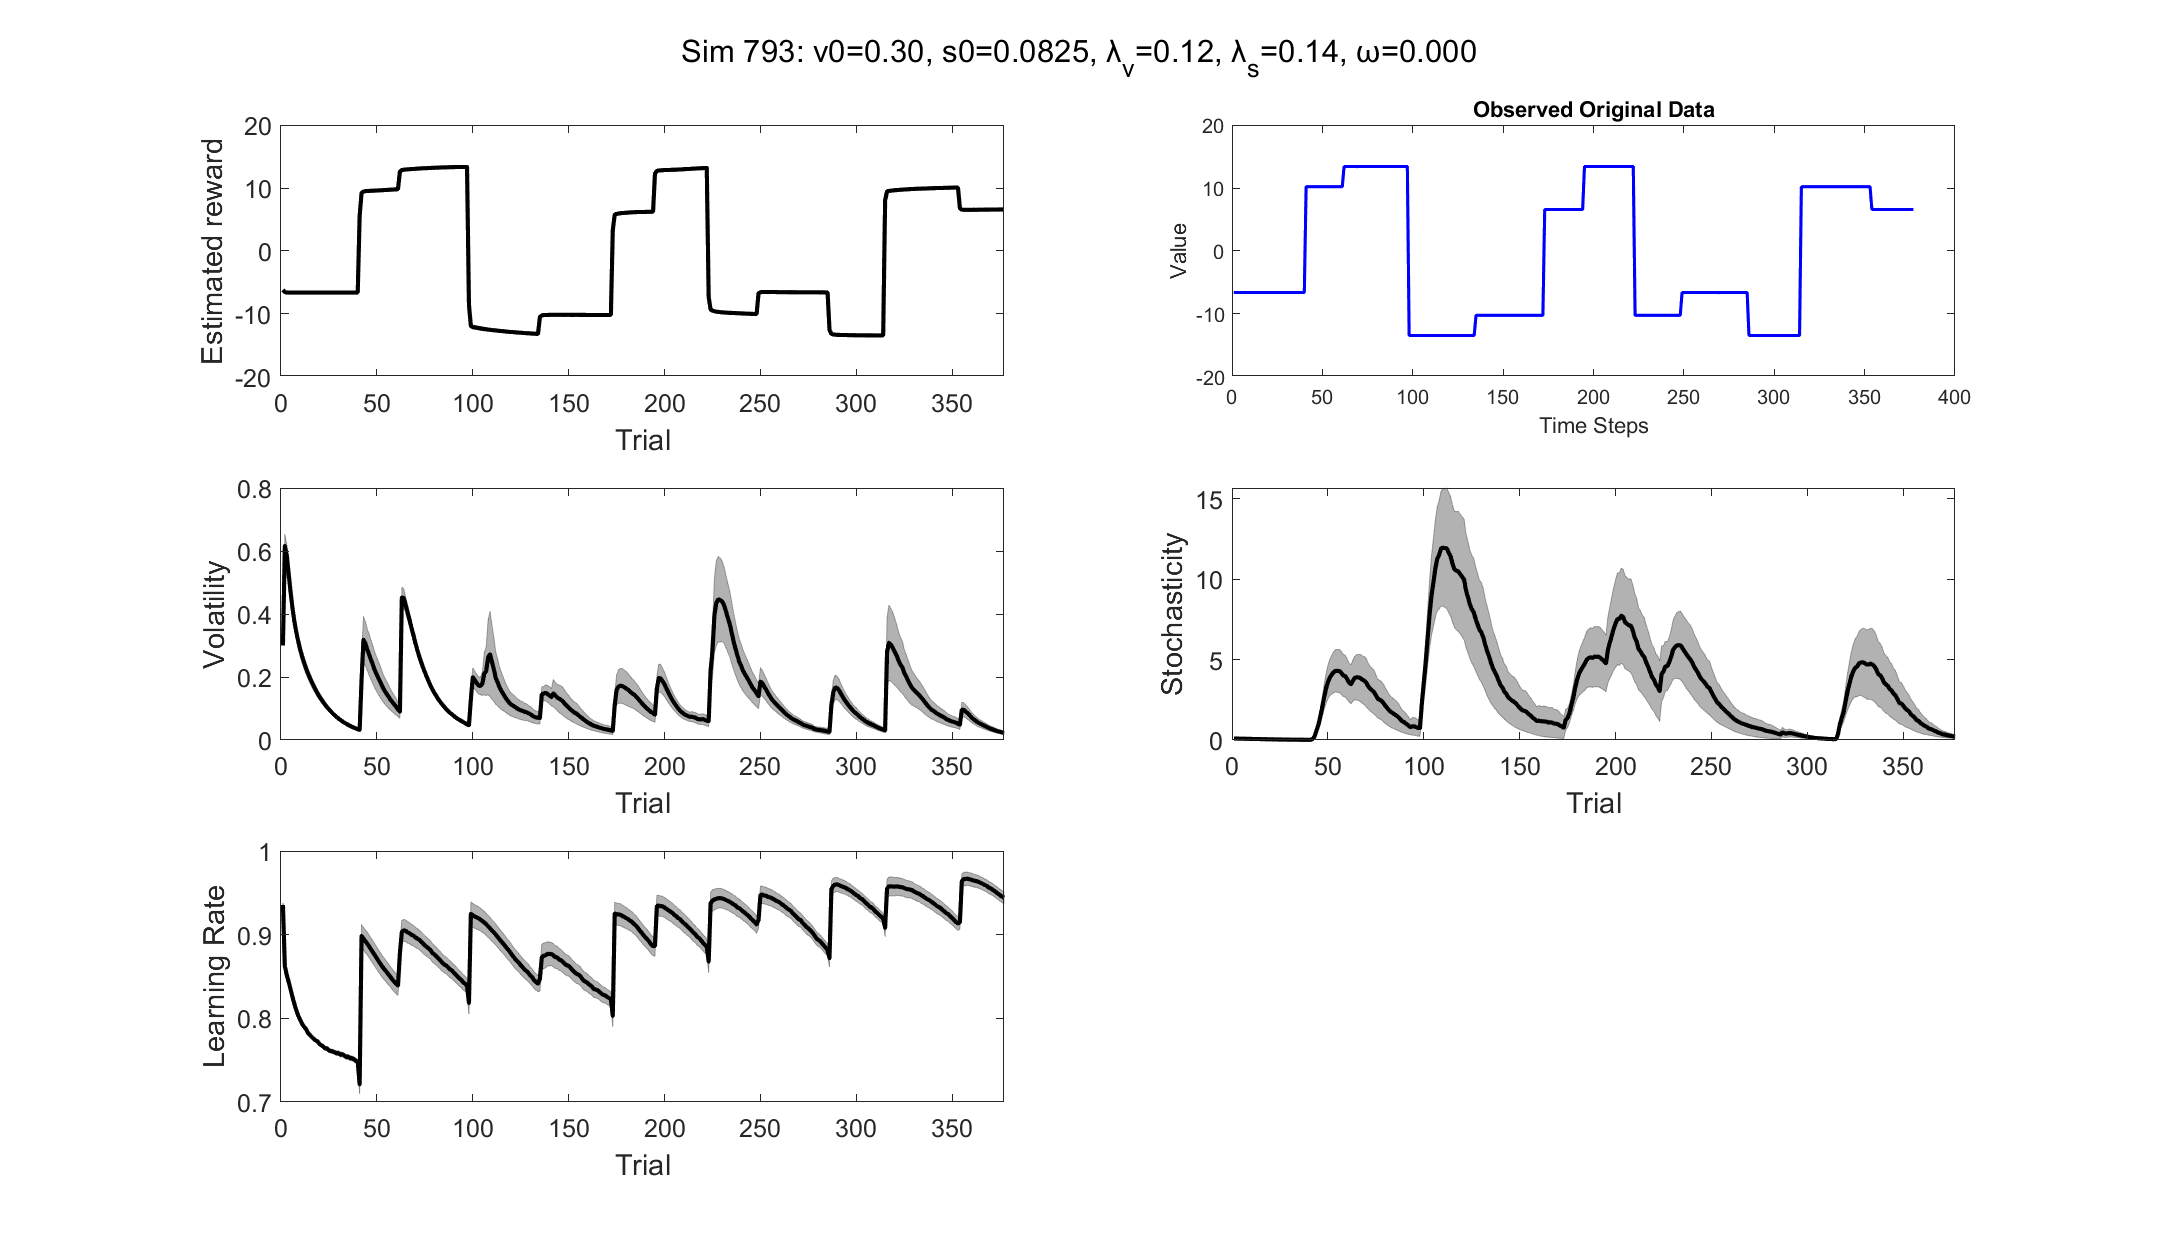 Sim 793: v0=0.30, s0=0.0825, λv=0.12, λs=0.14, ω=0.000
Estimated reward
20
10
0
-10
-20
0 50 100 150 200 250 300 350
Trial
Observed Original Data
Value
20
10
0
-10
-20
0 50 100 150 200 250 300 350 400
Time Steps
Volatility
0.8
0.6
0.4
0.2
0
0 50 100 150 200 250 300 350
Trial
Stochasticity
15
10
5
0
0 50 100 150 200 250 300 350
Trial
Learning Rate
1
0.9
0.8
0.7
0 50 100 150 200 250 300 350
Trial